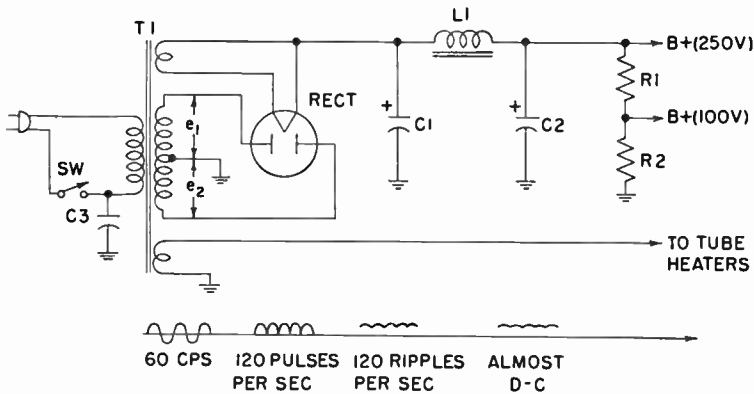 T1
L1
B+(250V)
RECT
R1
e1
+
C1
+
C2
B+(100V)
SW
e2
R2
C3
TO TUBE
HEATERS
60 CPS
120 PULSES
PER SEC
120 RIPPLES
PER SEC
ALMOST
D-C